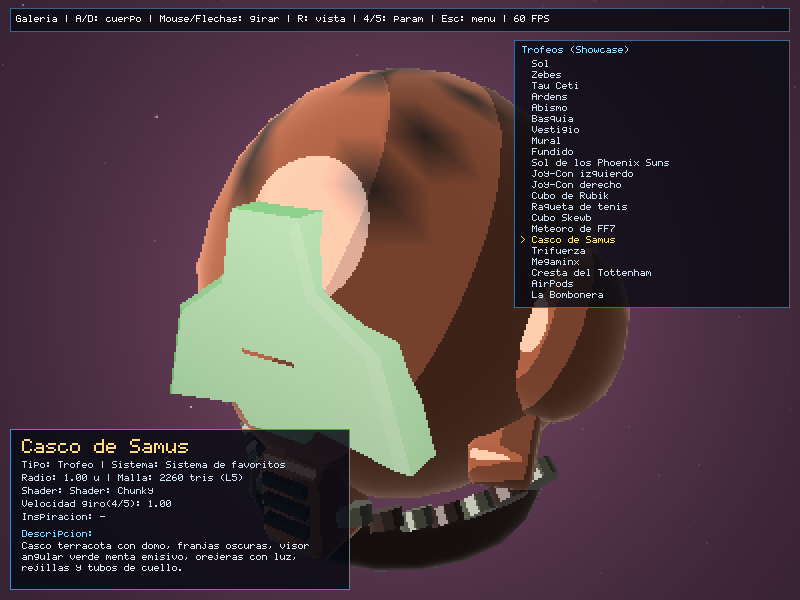 Galeria | A/D: cuerpo | Mouse/Flechas: girar | R: vista | 4/5: param | Esc: menu | 60 FPS
Trofeos (Showcase)
Sol
Zebes
Tau Ceti
Ardens
Abismo
Basquia
Vestigio
Mural
Fundido
Sol de los Phoenix Suns
Joy-Con izquierdo
Joy-Con derecho
Cubo de Rubik
Raqueta de tenis
Cubo Skewb
Meteoro de FF7
> Casco de Samus
Trifuerza
Megaminx
Cresta del Tottenham
AirPods
La Bombonera
Casco de Samus
Tipo: Trofeo | Sistema: Sistema de favoritos
Radio: 1.00 u | Malla: 2260 tris (L5)
Shader: Shader: Chunky
Velocidad giro(4/5): 1.00
Inspiracion: -
Descripcion:
Casco terracota con domo, franjas oscuras, visor
angular verde menta emisivo, orejeras con luz,
rejillas y tubos de cuello.